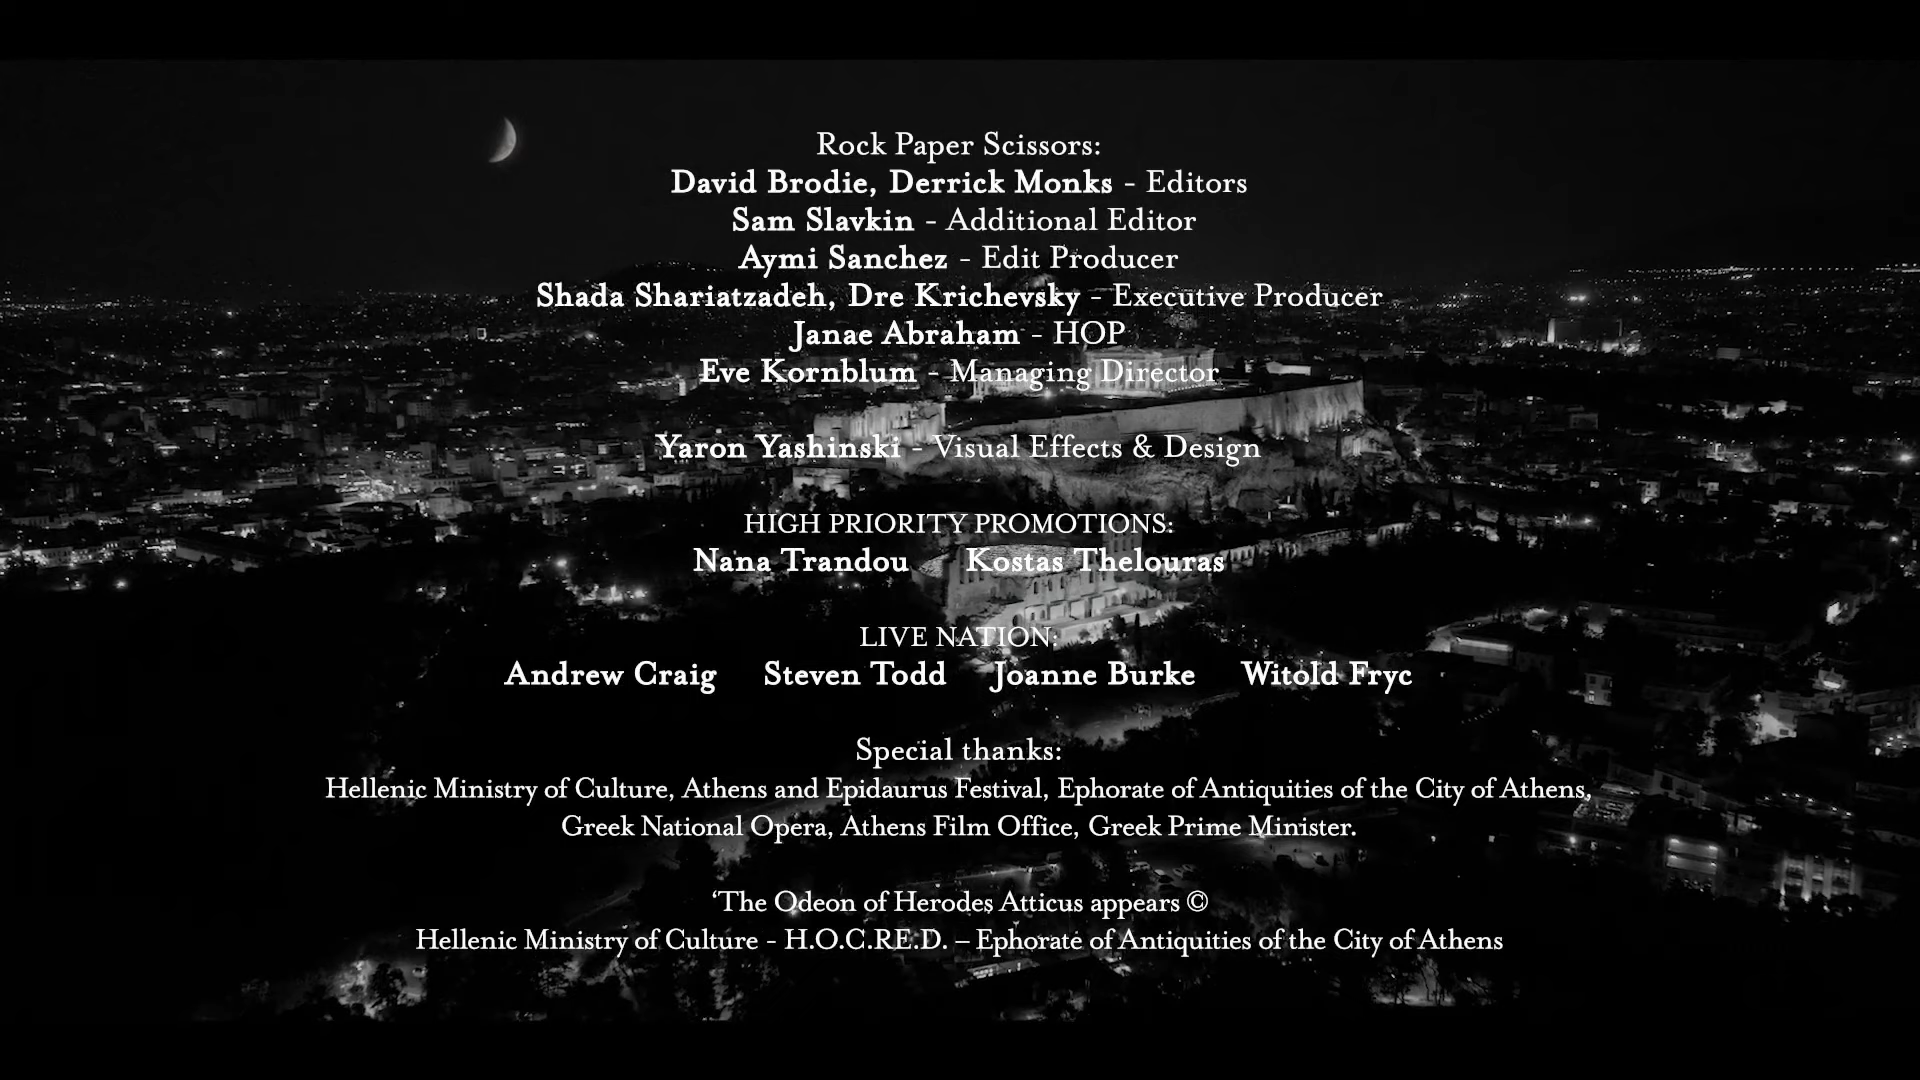 Rock Paper Scissors:
David Brodie, Derrick Monks - Editors
Sam Slavkin - Additional Editor
Aymi Sanchez - Edit Producer
Shada Shariatzadeh, Dre Krichevsky - Executive Producer
Janae Abraham - HOP
Eve Kornblum - Managing Director
Yaron Yashinski - Visual Effects & Design
HIGH PRIORITY PROMOTIONS:
Nana Trandou Kostas Thelouras
LIVE NATION:
Andrew Craig Steven Todd Joanne Burke Witold Fryc
Special thanks:
Hellenic Ministry of Culture, Athens and Epidaurus Festival, Ephorate of Antiquities of the City of Athens,
Greek National Opera, Athens Film Office, Greek Prime Minister.
‘The Odeon of Herodes Atticus appears ©
Hellenic Ministry of Culture - H.O.C.RE.D. – Ephorate of Antiquities of the City of Athens